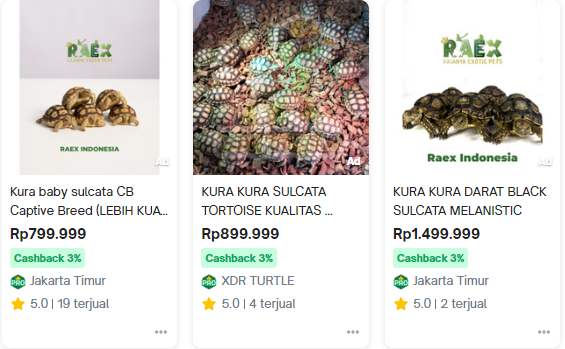 RAEX
RAJANYA EXOTIC PETS
RAEX INDONESIA
Ad
Kura baby sulcata CB
Captive Breed (LEBIH KUA...
Rp799.999
Cashback 3%
PRO Jakarta Timur
5.0 | 19 terjual
Ad
KURA KURA SULCATA
TORTOISE KUALITAS ...
Rp899.999
Cashback 3%
PRO XDR TURTLE
5.0 | 4 terjual
RAEX
RAJANYA EXOTIC PETS
Raex Indonesia
Ad
KURA KURA DARAT BLACK
SULCATA MELANISTIC
Rp1.499.999
Cashback 3%
PRO Jakarta Timur
5.0 | 2 terjual